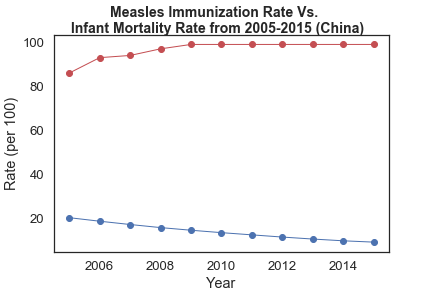 Measles Immunization Rate Vs.
Infant Mortality Rate from 2005-2015 (China)
100
80
60
40
20
Rate (per 100)
2006 2008 2010 2012 2014
Year